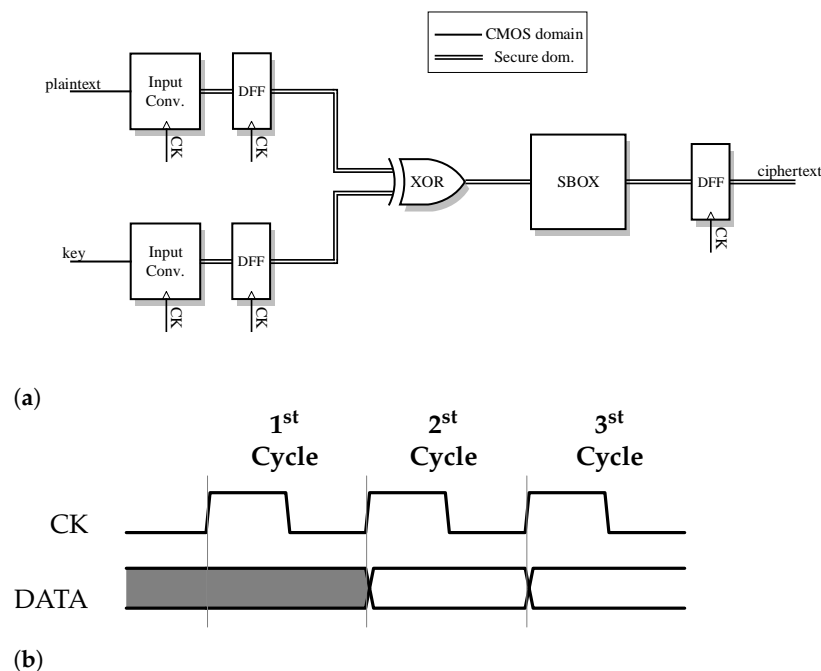 CMOS domain
Secure dom.
plaintext
Input
Conv.
CK
DFF
CK
XOR
SBOX
DFF
CK
ciphertext
key
Input
Conv.
CK
DFF
CK
(a)
1st
Cycle
2st
Cycle
3st
Cycle
CK
DATA
(b)